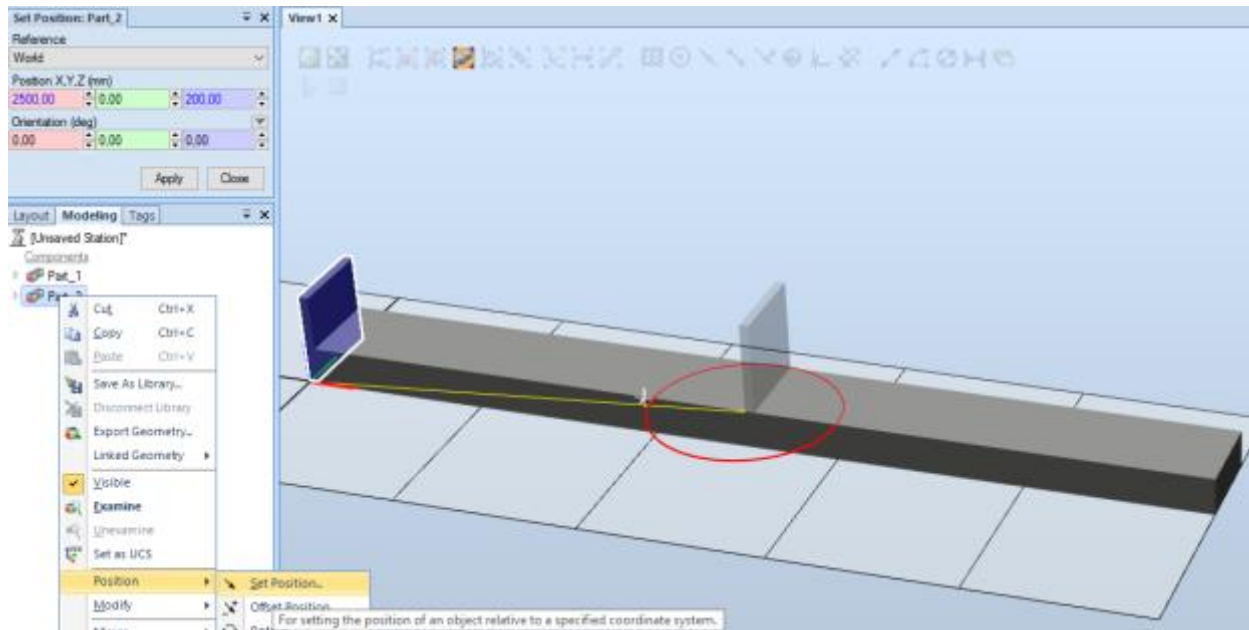 Set Position: Part_2
Reference
World
Position X,Y,Z (mm)
2500.00 0.00 200.00
Orientation (deg)
0.00 0.00 0.00
Apply Close
View1
Layout Modeling Tags
[Unsaved Station]*
Components
Part_1
Cut Ctrl+X
Copy Ctrl+C
Paste Ctrl+V
Save As Library...
Disconnect Library
Export Geometry...
Linked Geometry
Visible
Examine
Unexamine
Set as UCS
Position
Modify
Set Position...
Offset Position...
For setting the position of an object relative to a specified coordinate system.